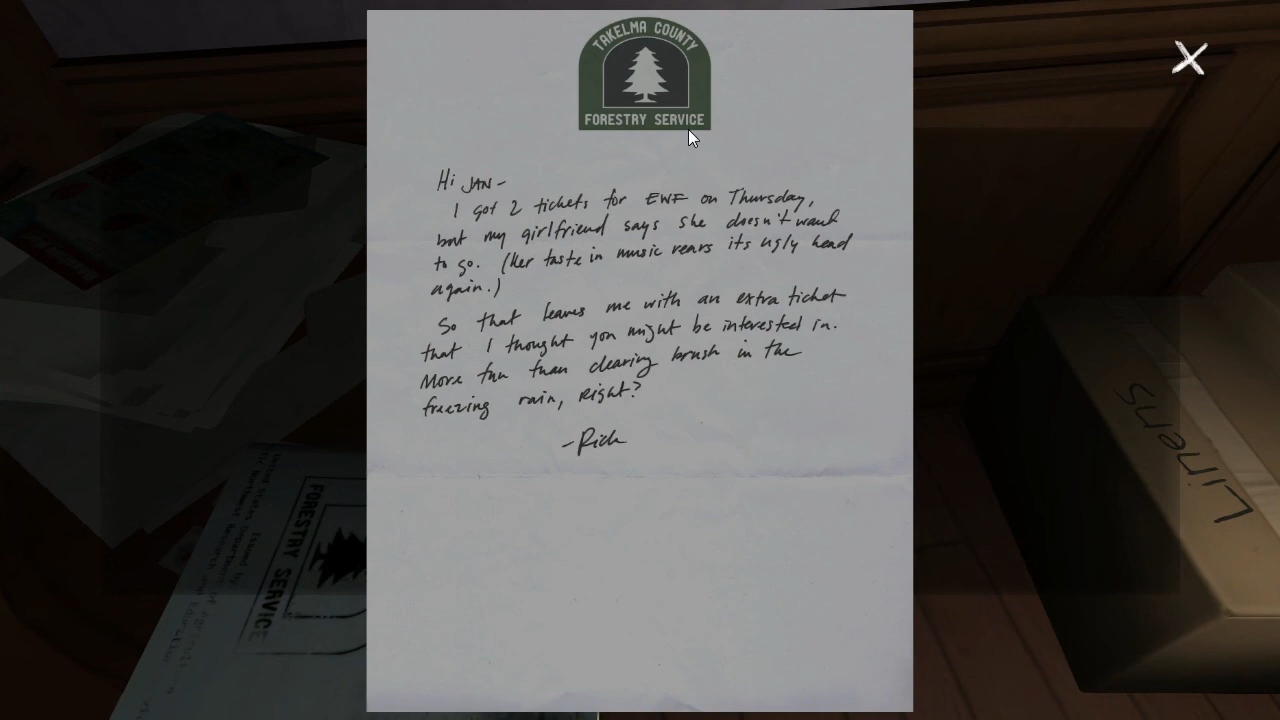 TAKELMA COUNTY
FORESTRY SERVICE
Hi JAN-
I got 2 tickets for EWF on Thursday,
but my girlfriend says she doesn't want
to go. (Her taste in music rears its ugly head
again.)
So that leaves me with an extra ticket
that I thought you might be interested in.
More fun than clearing brush in the
freezing rain, right?
-Rich
FORESTRY SERVICE
Linens